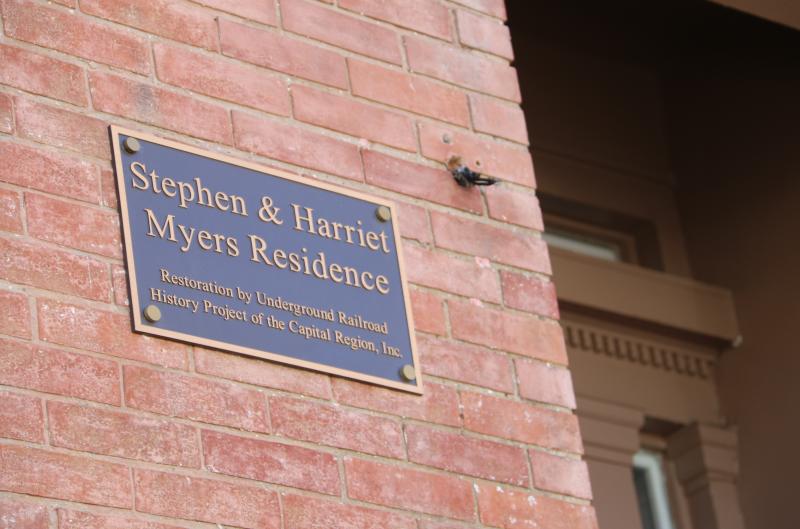 Stephen & Harriet
Myers Residence
Restoration by Underground Railroad
History Project of the Capital Region, Inc.